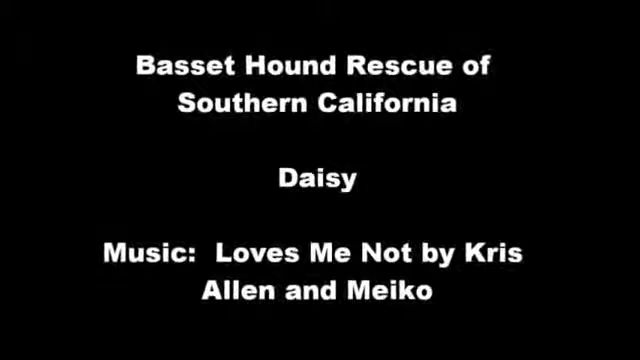 Basset Hound Rescue of
Southern California
Daisy
Music:  Loves Me Not by Kris
Allen and Meiko